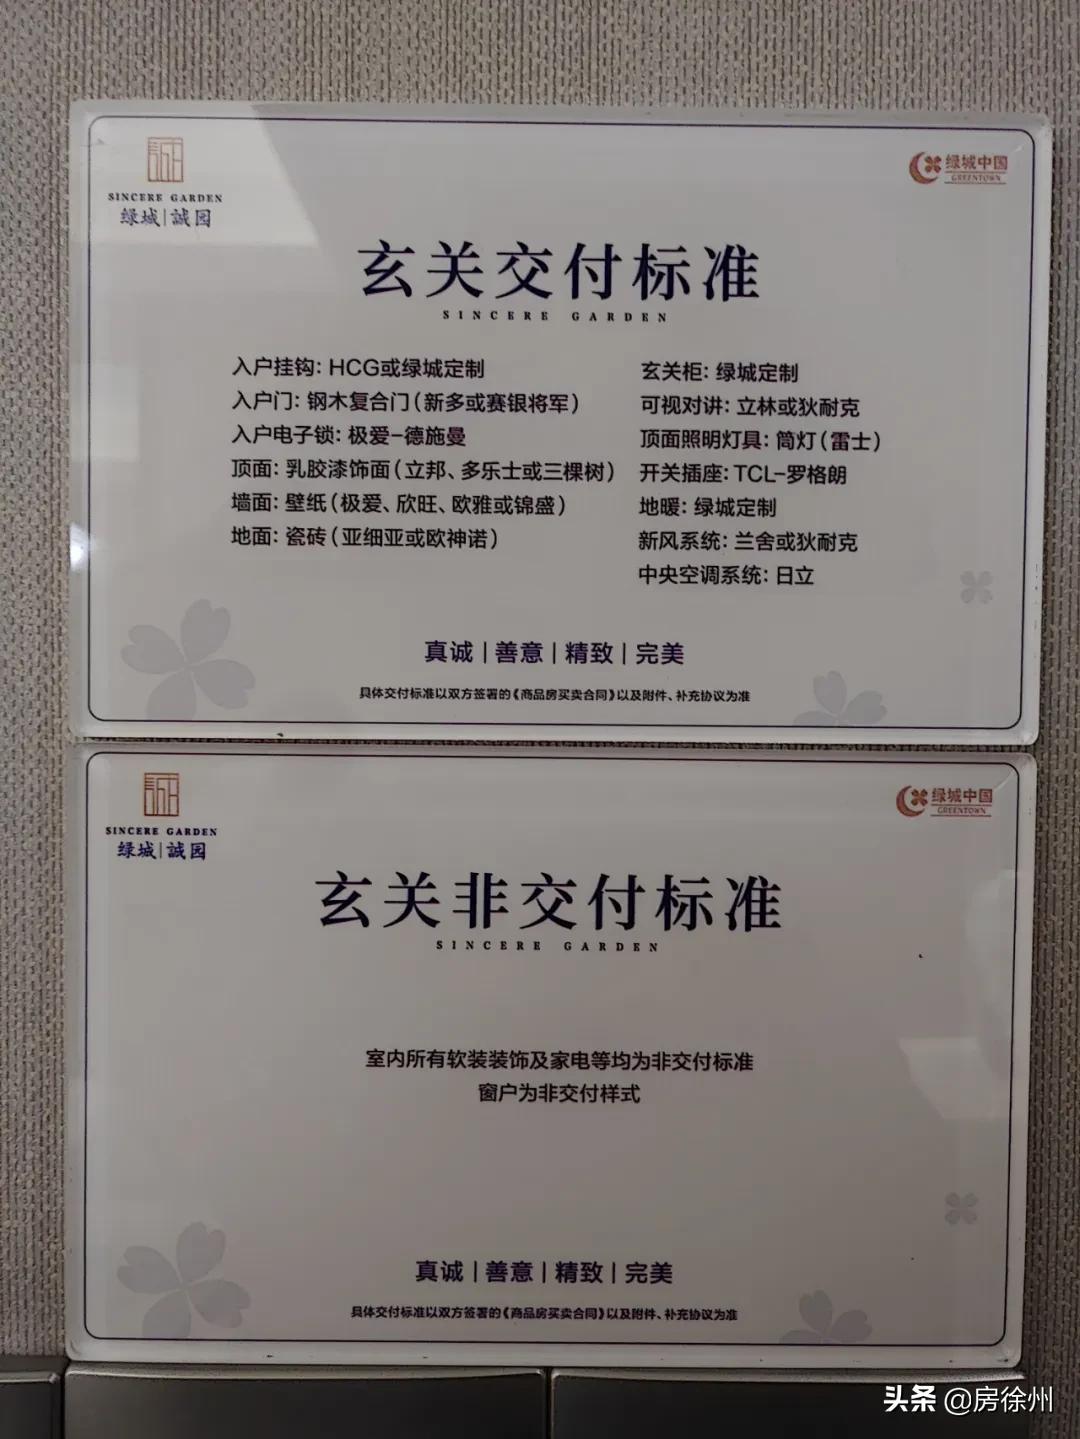 誠
SINCERE GARDEN
绿城|誠园
绿城中国
GREENTOWN
玄关交付标准
SINCERE GARDEN
入户挂钩: HCG或绿城定制
入户门: 钢木复合门(新多或赛银将军)
入户电子锁: 极爱-德施曼
顶面: 乳胶漆饰面(立邦、多乐士或三棵树)
墙面: 壁纸(极爱、欣旺、欧雅或锦盛)
地面: 瓷砖(亚细亚或欧神诺)
玄关柜: 绿城定制
可视对讲: 立林或狄耐克
顶面照明灯具: 筒灯(雷士)
开关插座: TCL-罗格朗
地暖: 绿城定制
新风系统: 兰舍或狄耐克
中央空调系统: 日立
真诚|善意|精致|完美
具体交付标准以双方签署的《商品房买卖合同》以及附件、补充协议为准
誠
SINCERE GARDEN
绿城|誠园
绿城中国
GREENTOWN
玄关非交付标准
SINCERE GARDEN
室内所有软装装饰及家电等均为非交付标准
窗户为非交付样式
真诚|善意|精致|完美
具体交付标准以双方签署的《商品房买卖合同》以及附件、补充协议为准
头条 @房徐州